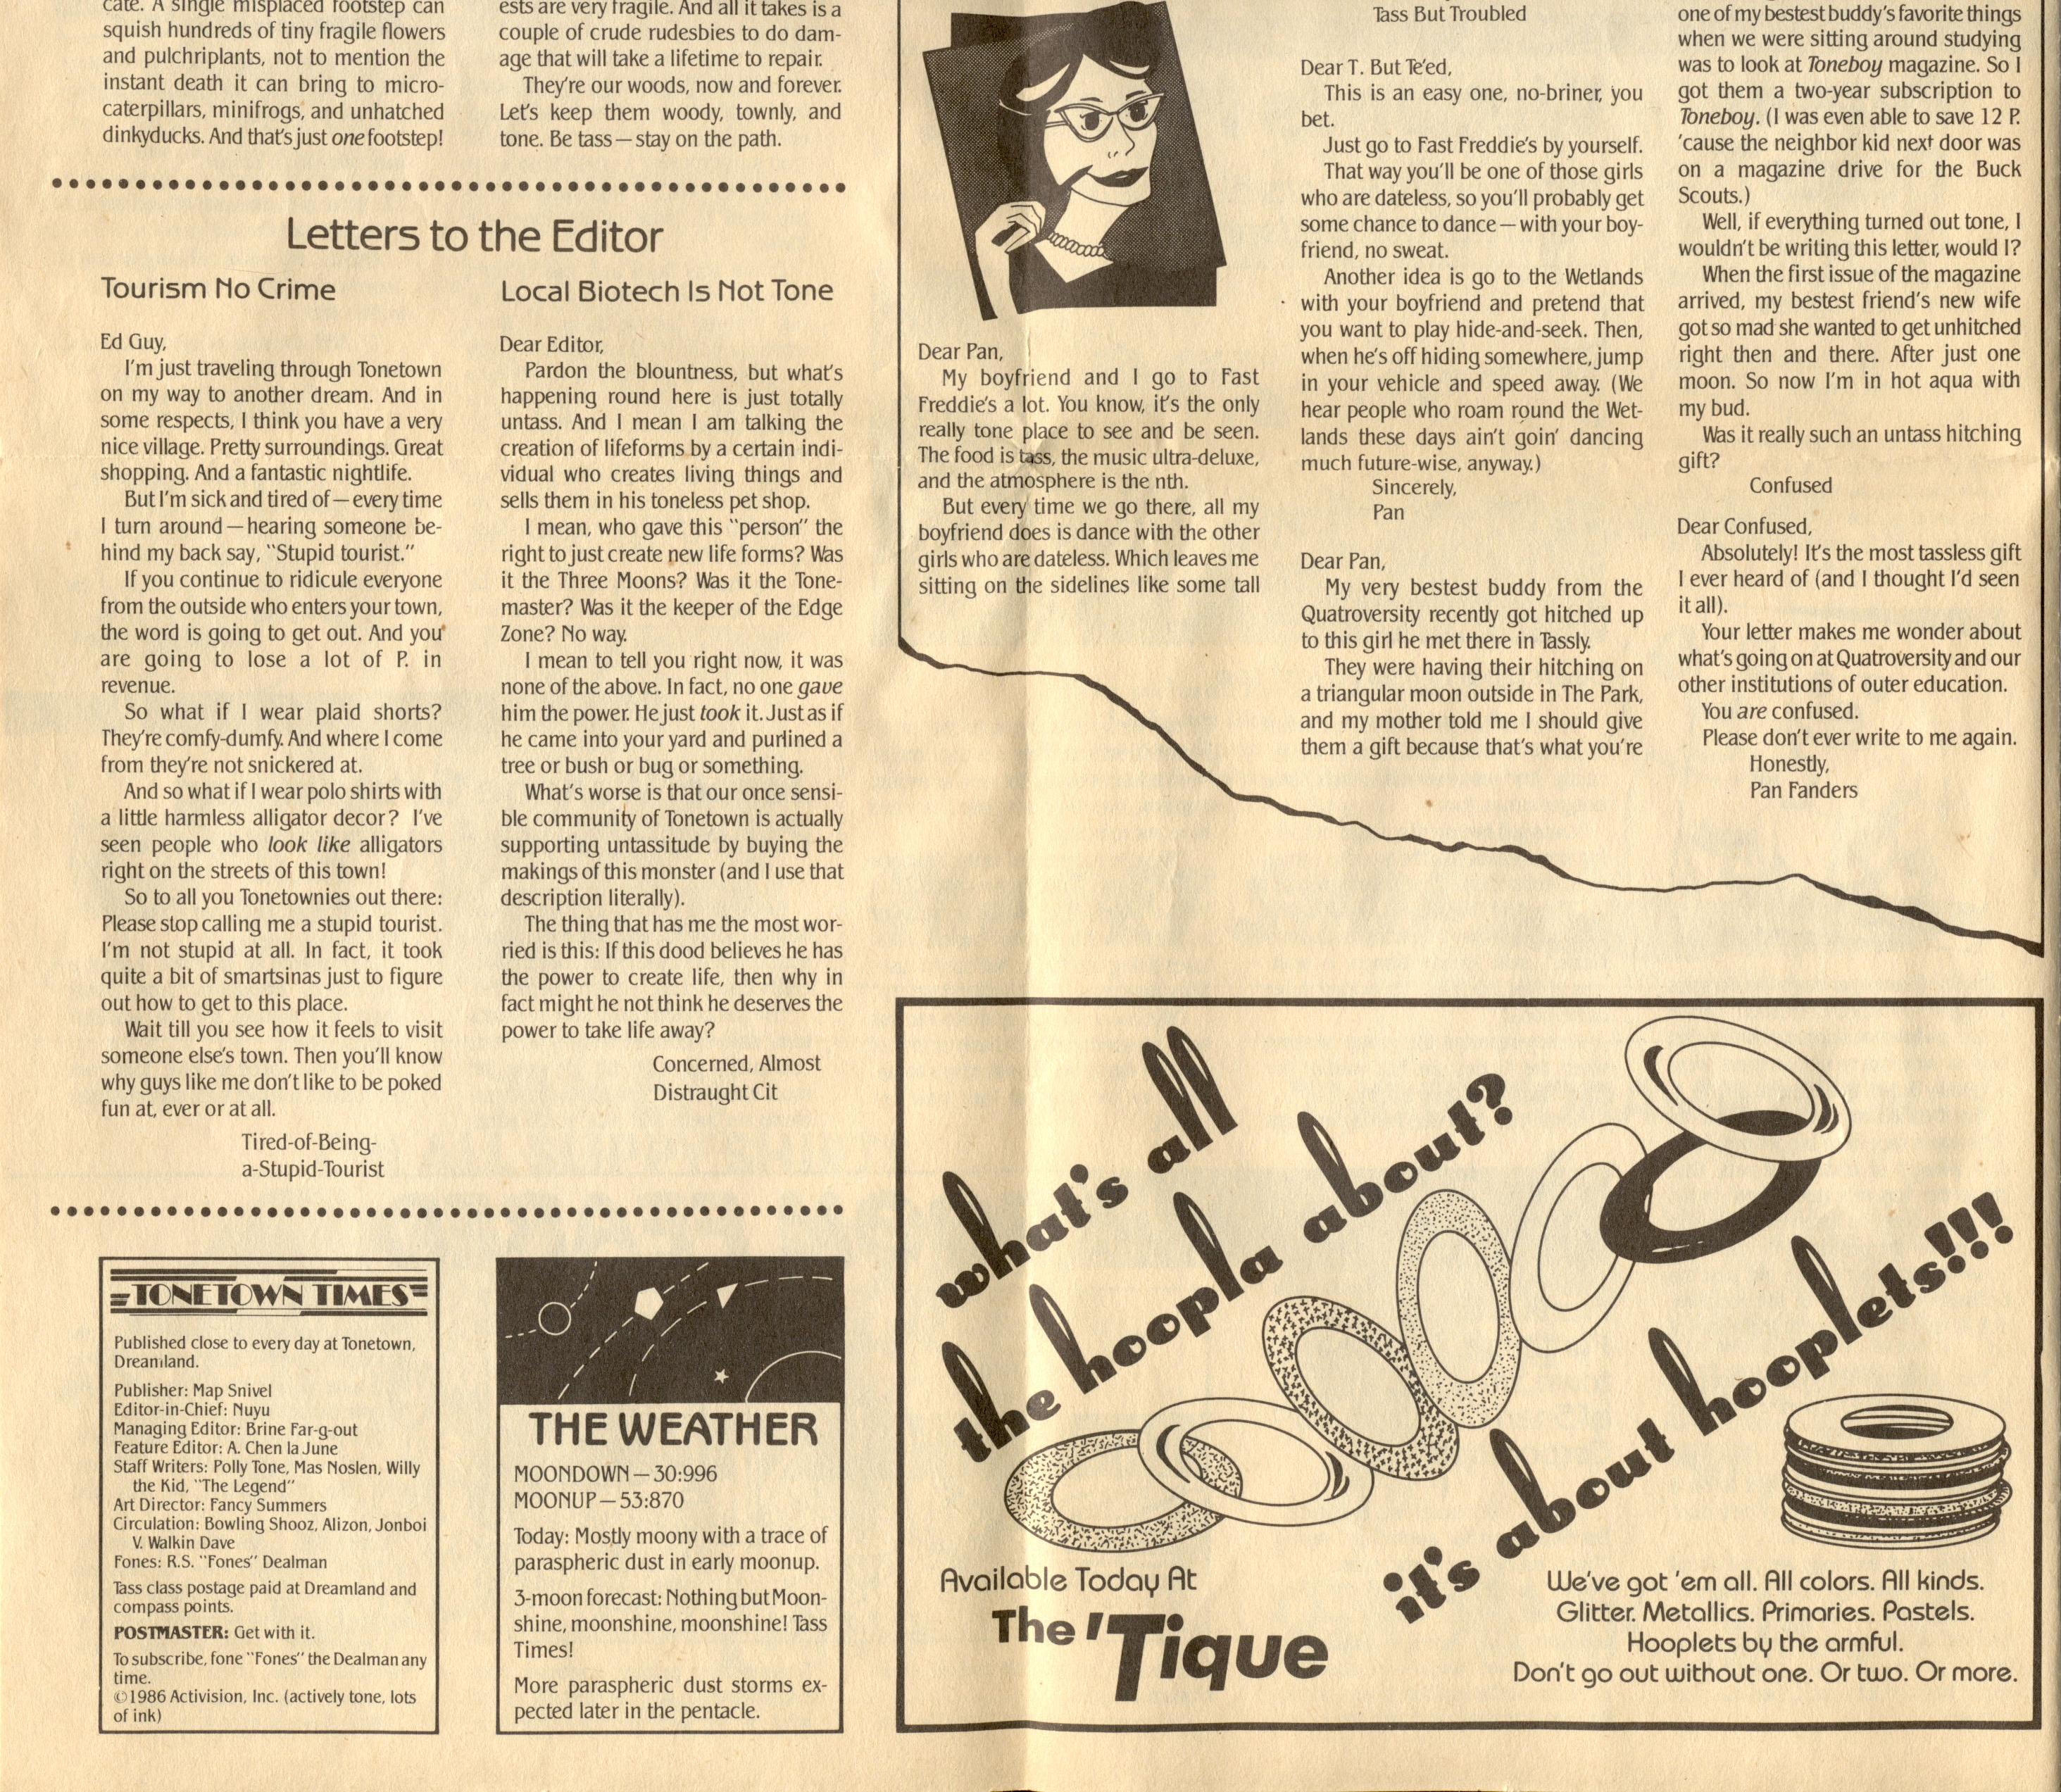 cate. A single misplaced footstep can
squish hundreds of tiny fragile flowers
and pulchriplants, not to mention the
instant death it can bring to micro-
caterpillars, minifrogs, and unhatched
dinkyducks. And that's just one footstep!
ests are very fragile. And all it takes is a
couple of crude rudesbies to do dam-
age that will take a lifetime to repair.
They're our woods, now and forever.
Let's keep them woody, townly, and
tone. Be tass—stay on the path.
Letters to the Editor
Tourism No Crime
Ed Guy,
I'm just traveling through Tonetown
on my way to another dream. And in
some respects, I think you have a very
nice village. Pretty surroundings. Great
shopping. And a fantastic nightlife.
But I'm sick and tired of—every time
I turn around—hearing someone be-
hind my back say, "Stupid tourist."
If you continue to ridicule everyone
from the outside who enters your town,
the word is going to get out. And you
are going to lose a lot of P. in
revenue.
So what if I wear plaid shorts?
They're comfy-dumfy. And where I come
from they're not snickered at.
And so what if I wear polo shirts with
a little harmless alligator decor? I've
seen people who look like alligators
right on the streets of this town!
So to all you Tonetownies out there:
Please stop calling me a stupid tourist.
I'm not stupid at all. In fact, it took
quite a bit of smartsinas just to figure
out how to get to this place.
Wait till you see how it feels to visit
someone else's town. Then you'll know
why guys like me don't like to be poked
fun at, ever or at all.
Tired-of-Being-
a-Stupid-Tourist
Local Biotech Is Not Tone
Dear Editor,
Pardon the blountness, but what's
happening round here is just totally
untass. And I mean I am talking the
creation of lifeforms by a certain indi-
vidual who creates living things and
sells them in his toneless pet shop.
I mean, who gave this "person" the
right to just create new life forms? Was
it the Three Moons? Was it the Tone-
master? Was it the keeper of the Edge
Zone? No way.
I mean to tell you right now, it was
none of the above. In fact, no one gave
him the power. He just took it. Just as if
he came into your yard and purlined a
tree or bush or bug or something.
What's worse is that our once sensi-
ble community of Tonetown is actually
supporting untassitude by buying the
makings of this monster (and I use that
description literally).
The thing that has me the most wor-
ried is this: If this dood believes he has
the power to create life, then why in
fact might he not think he deserves the
power to take life away?
Concerned, Almost
Distraught Cit
TONETOWN TIMES
Published close to every day at Tonetown,
Dreamland.
Publisher: Map Snivel
Editor-in-Chief: Nuyu
Managing Editor: Brine Far-g-out
Feature Editor: A. Chen la June
Staff Writers: Polly Tone, Mas Noslen, Willy
the Kid, "The Legend"
Art Director: Fancy Summers
Circulation: Bowling Shooz, Alizon, Jonboi
V. Walkin Dave
Fones: R.S. "Fones" Dealman
Tass class postage paid at Dreamland and
compass points.
POSTMASTER: Get with it.
To subscribe, fone "Fones" the Dealman any
time.
©1986 Activision, Inc. (actively tone, lots
of ink)
THE WEATHER
MOONDOWN—30:996
MOONUP—53:870
Today: Mostly moony with a trace of
paraspheric dust in early moonup.
3-moon forecast: Nothing but Moon-
shine, moonshine, moonshine! Tass
Times!
More paraspheric dust storms ex-
pected later in the pentacle.
Dear Pan,
My boyfriend and I go to Fast
Freddie's a lot. You know, it's the only
really tone place to see and be seen.
The food is tass, the music ultra-deluxe,
and the atmosphere is the nth.
But every time we go there, all my
boyfriend does is dance with the other
girls who are dateless. Which leaves me
sitting on the sidelines like some tall
Tass But Troubled
Dear T. But Te'ed,
This is an easy one, no-briner, you
bet.
Just go to Fast Freddie's by yourself.
That way you'll be one of those girls
who are dateless, so you'll probably get
some chance to dance—with your boy-
friend, no sweat.
Another idea is go to the Wetlands
with your boyfriend and pretend that
you want to play hide-and-seek. Then,
when he's off hiding somewhere, jump
in your vehicle and speed away. (We
hear people who roam round the Wet-
lands these days ain't goin' dancing
much future-wise, anyway.)
Sincerely,
Pan
Dear Pan,
My very bestest buddy from the
Quatroversity recently got hitched up
to this girl he met there in Tassly.
They were having their hitching on
a triangular moon outside in The Park,
and my mother told me I should give
them a gift because that's what you're
one of my bestest buddy's favorite things
when we were sitting around studying
was to look at Toneboy magazine. So I
got them a two-year subscription to
Toneboy. (I was even able to save 12 P.
'cause the neighbor kid next door was
on a magazine drive for the Buck
Scouts.)
Well, if everything turned out tone, I
wouldn't be writing this letter, would I?
When the first issue of the magazine
arrived, my bestest friend's new wife
got so mad she wanted to get unhitched
right then and there. After just one
moon. So now I'm in hot aqua with
my bud.
Was it really such an untass hitching
gift?
Confused
Dear Confused,
Absolutely! It's the most tassless gift
I ever heard of (and I thought I'd seen
it all).
Your letter makes me wonder about
what's going on at Quatroversity and our
other institutions of outer education.
You are confused.
Please don't ever write to me again.
Honestly,
Pan Fanders
what's all
the hoopla about?
it's about hooplets!!!
Available Today At
The 'Tique
We've got 'em all. All colors. All kinds.
Glitter. Metallics. Primaries. Pastels.
Hooplets by the armful.
Don't go out without one. Or two. Or more.